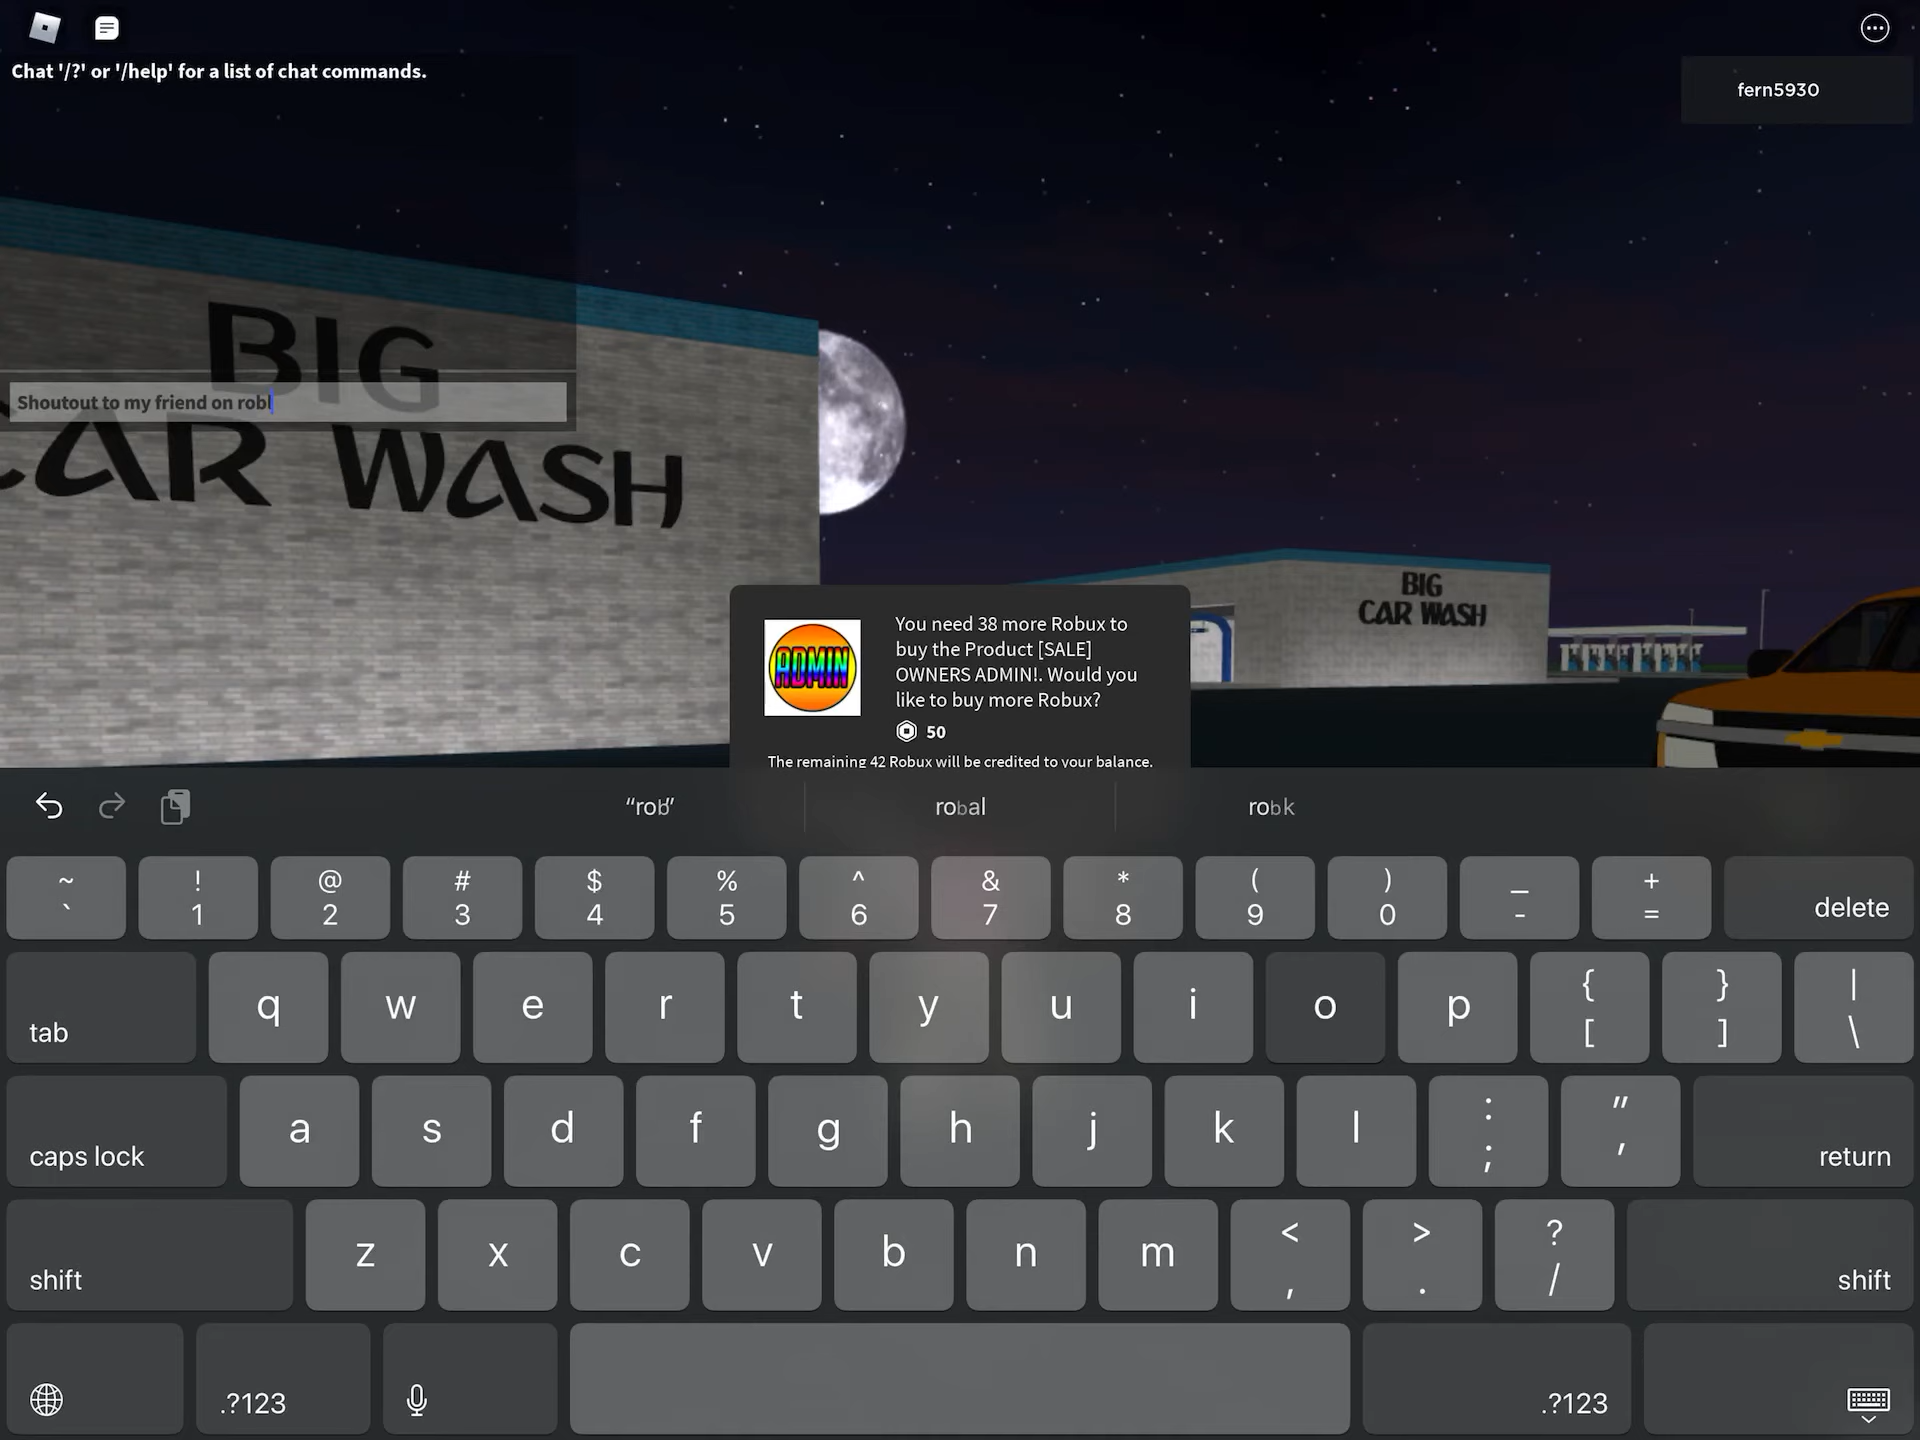 Chat '/?' or '/help' for a list of chat commands.
fern5930
BIG
CAR WASH
Shoutout to my friend on robl
BIG
CAR WASH
ADMIN
You need 38 more Robux to
buy the Product [SALE]
OWNERS ADMIN!. Would you
like to buy more Robux?
50
The remaining 42 Robux will be credited to your balance.
“rob” robal robk
~ ! @ # $ % ^ & * ( ) _ +
` 1 2 3 4 5 6 7 8 9 0 - = delete
tab q w e r t y u i o p { [ } ] | \
caps lock a s d f g h j k l : ; " ' return
shift z x c v b n m < , > . ? / shift
.?123 .?123